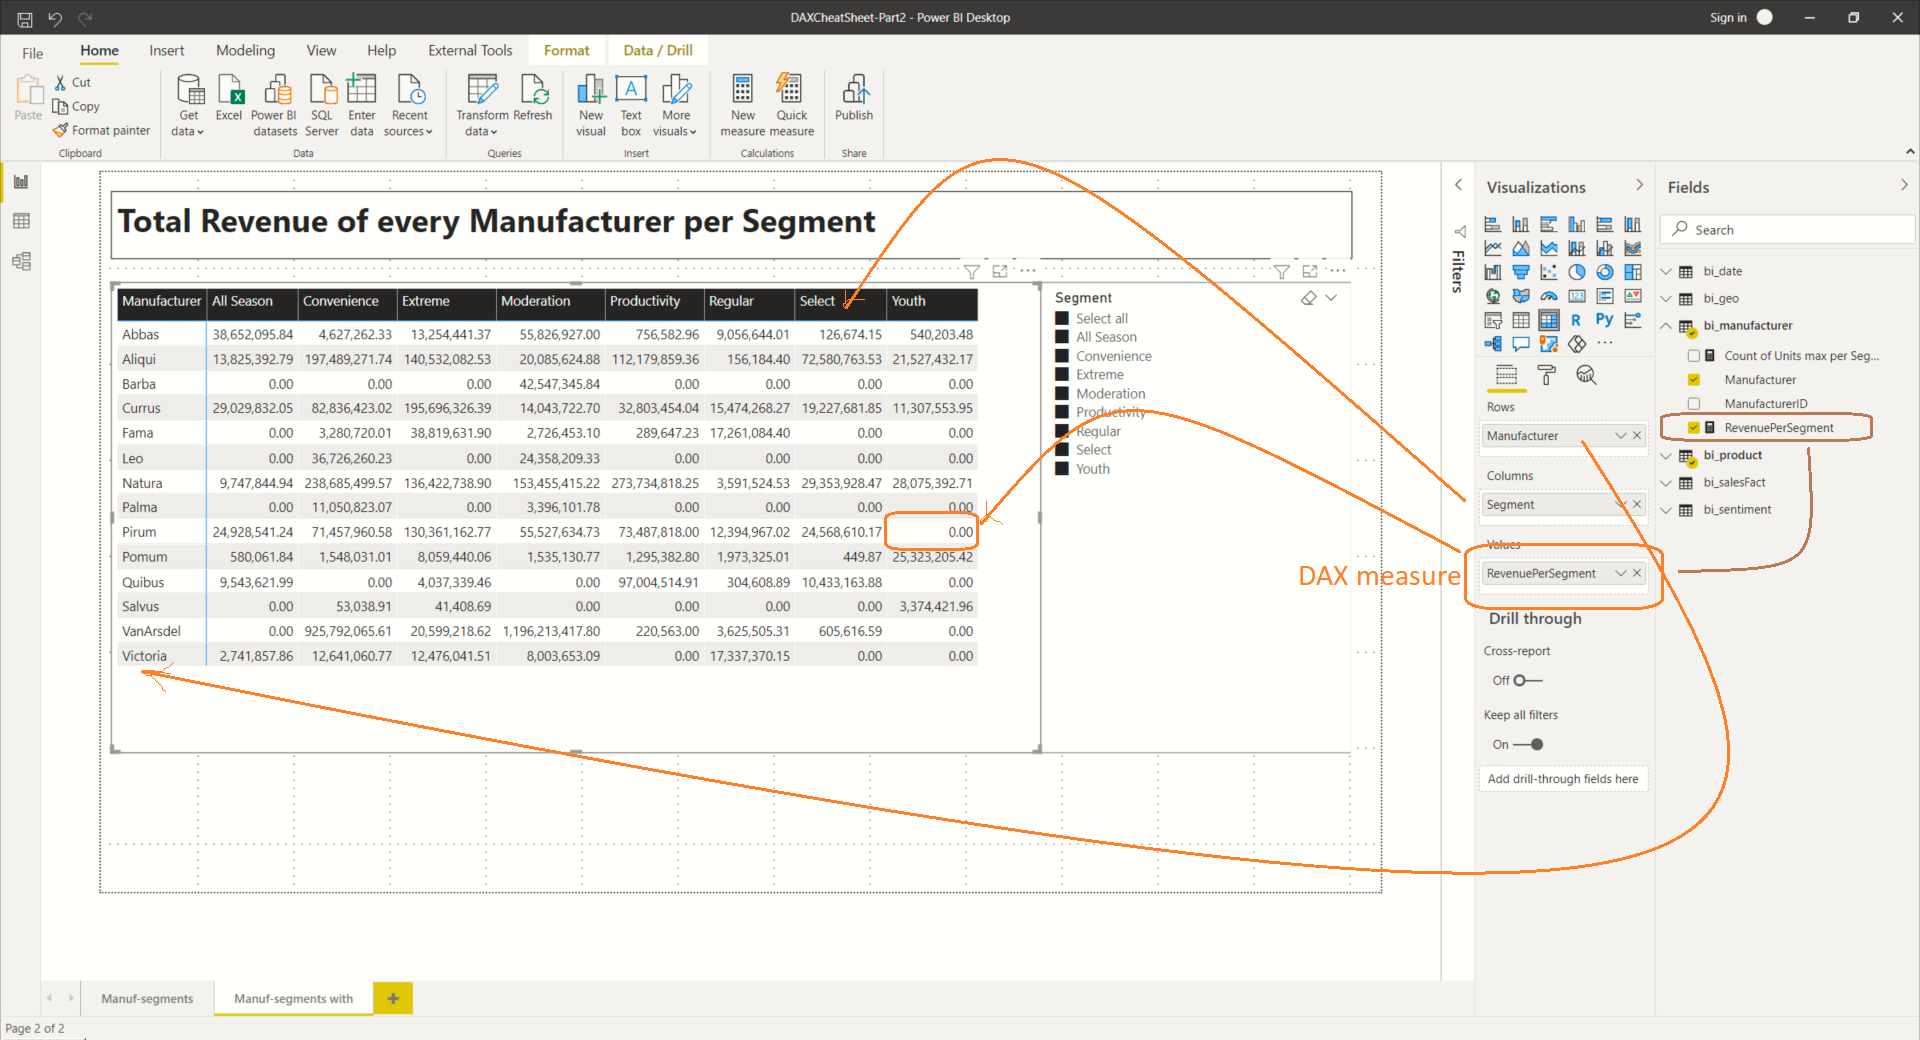 DAXCheatSheet-Part2 - Power BI Desktop
Sign in
File Home Insert Modeling View Help External Tools Format Data / Drill
Paste
Cut
Copy
Format painter
Clipboard
Get data
Excel
Power BI datasets
SQL Server
Enter data
Recent sources
Data
Transform data
Refresh
Queries
New visual
Text box
More visuals
Insert
New measure
Quick measure
Calculations
Publish
Share
Total Revenue of every Manufacturer per Segment
Manufacturer All Season Convenience Extreme Moderation Productivity Regular Select Youth
Abbas 38,652,095.84 4,627,262.33 13,254,441.37 55,826,927.00 756,582.96 9,056,644.01 126,674.15 540,203.48
Aliqui 13,825,392.79 197,489,271.74 140,532,082.53 20,085,624.88 112,179,859.36 156,184.40 72,580,763.53 21,527,432.17
Barba 0.00 0.00 0.00 42,547,345.84 0.00 0.00 0.00 0.00
Currus 29,029,832.05 82,836,423.02 195,696,326.39 14,043,722.70 32,803,454.04 15,474,268.27 19,227,681.85 11,307,553.95
Fama 0.00 3,280,720.01 38,819,631.90 2,726,453.10 289,647.23 17,261,084.40 0.00 0.00
Leo 0.00 36,726,260.23 0.00 24,358,209.33 0.00 0.00 0.00 0.00
Natura 9,747,844.94 238,685,499.57 136,422,738.90 153,455,415.22 273,734,818.25 3,591,524.53 29,353,928.47 28,075,392.71
Palma 0.00 11,050,823.07 0.00 3,396,101.78 0.00 0.00 0.00 0.00
Pirum 24,928,541.24 71,457,960.58 130,361,162.77 55,527,634.73 73,487,818.00 12,394,967.02 24,568,610.17 0.00
Pomum 580,061.84 1,548,031.01 8,059,440.06 1,535,130.77 1,295,382.80 1,973,325.01 449.87 25,323,205.42
Quibus 9,543,621.99 0.00 4,037,339.46 0.00 97,004,514.91 304,608.89 10,433,163.88 0.00
Salvus 0.00 53,038.91 41,408.69 0.00 0.00 0.00 0.00 3,374,421.96
VanArsdel 0.00 925,792,065.61 20,599,218.62 1,196,213,417.80 220,563.00 3,625,505.31 605,616.59 0.00
Victoria 2,741,857.86 12,641,060.77 12,476,041.51 8,003,653.09 0.00 17,337,370.15 0.00 0.00
Segment
Select all
All Season
Convenience
Extreme
Moderation
Productivity
Regular
Select
Youth
DAX measure
Filters
Visualizations
R Py
Rows
Manufacturer
Columns
Segment
Values
RevenuePerSegment
Drill through
Cross-report
Off
Keep all filters
On
Add drill-through fields here
Fields
Search
bi_date
bi_geo
bi_manufacturer
Count of Units max per Seg...
Manufacturer
ManufacturerID
RevenuePerSegment
bi_product
bi_salesFact
bi_sentiment
Manuf-segments
Manuf-segments with
Page 2 of 2